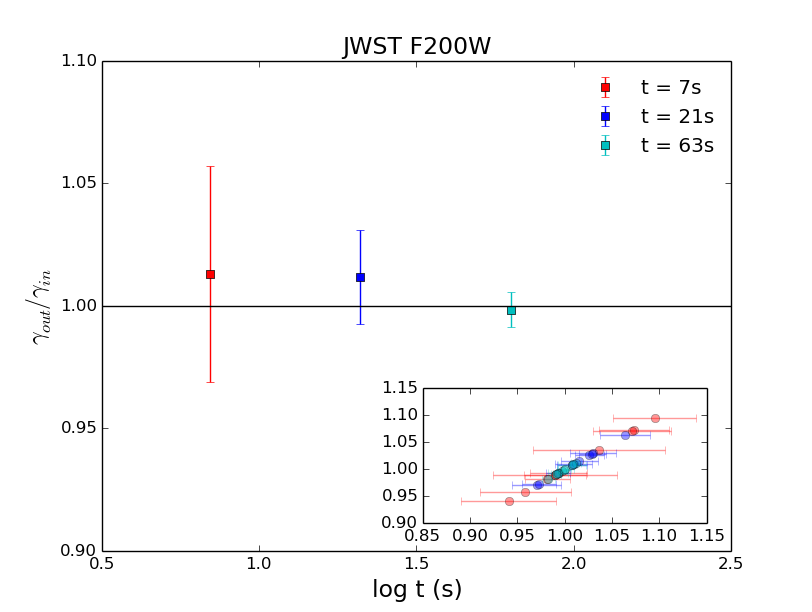 JWST F200W
1.10
1.05
1.00
0.95
0.90
γout/γin
t = 7s
t = 21s
t = 63s
1.15
1.10
1.05
1.00
0.95
0.90
0.85 0.90 0.95 1.00 1.05 1.10 1.15
0.5 1.0 1.5 2.0 2.5
log t (s)